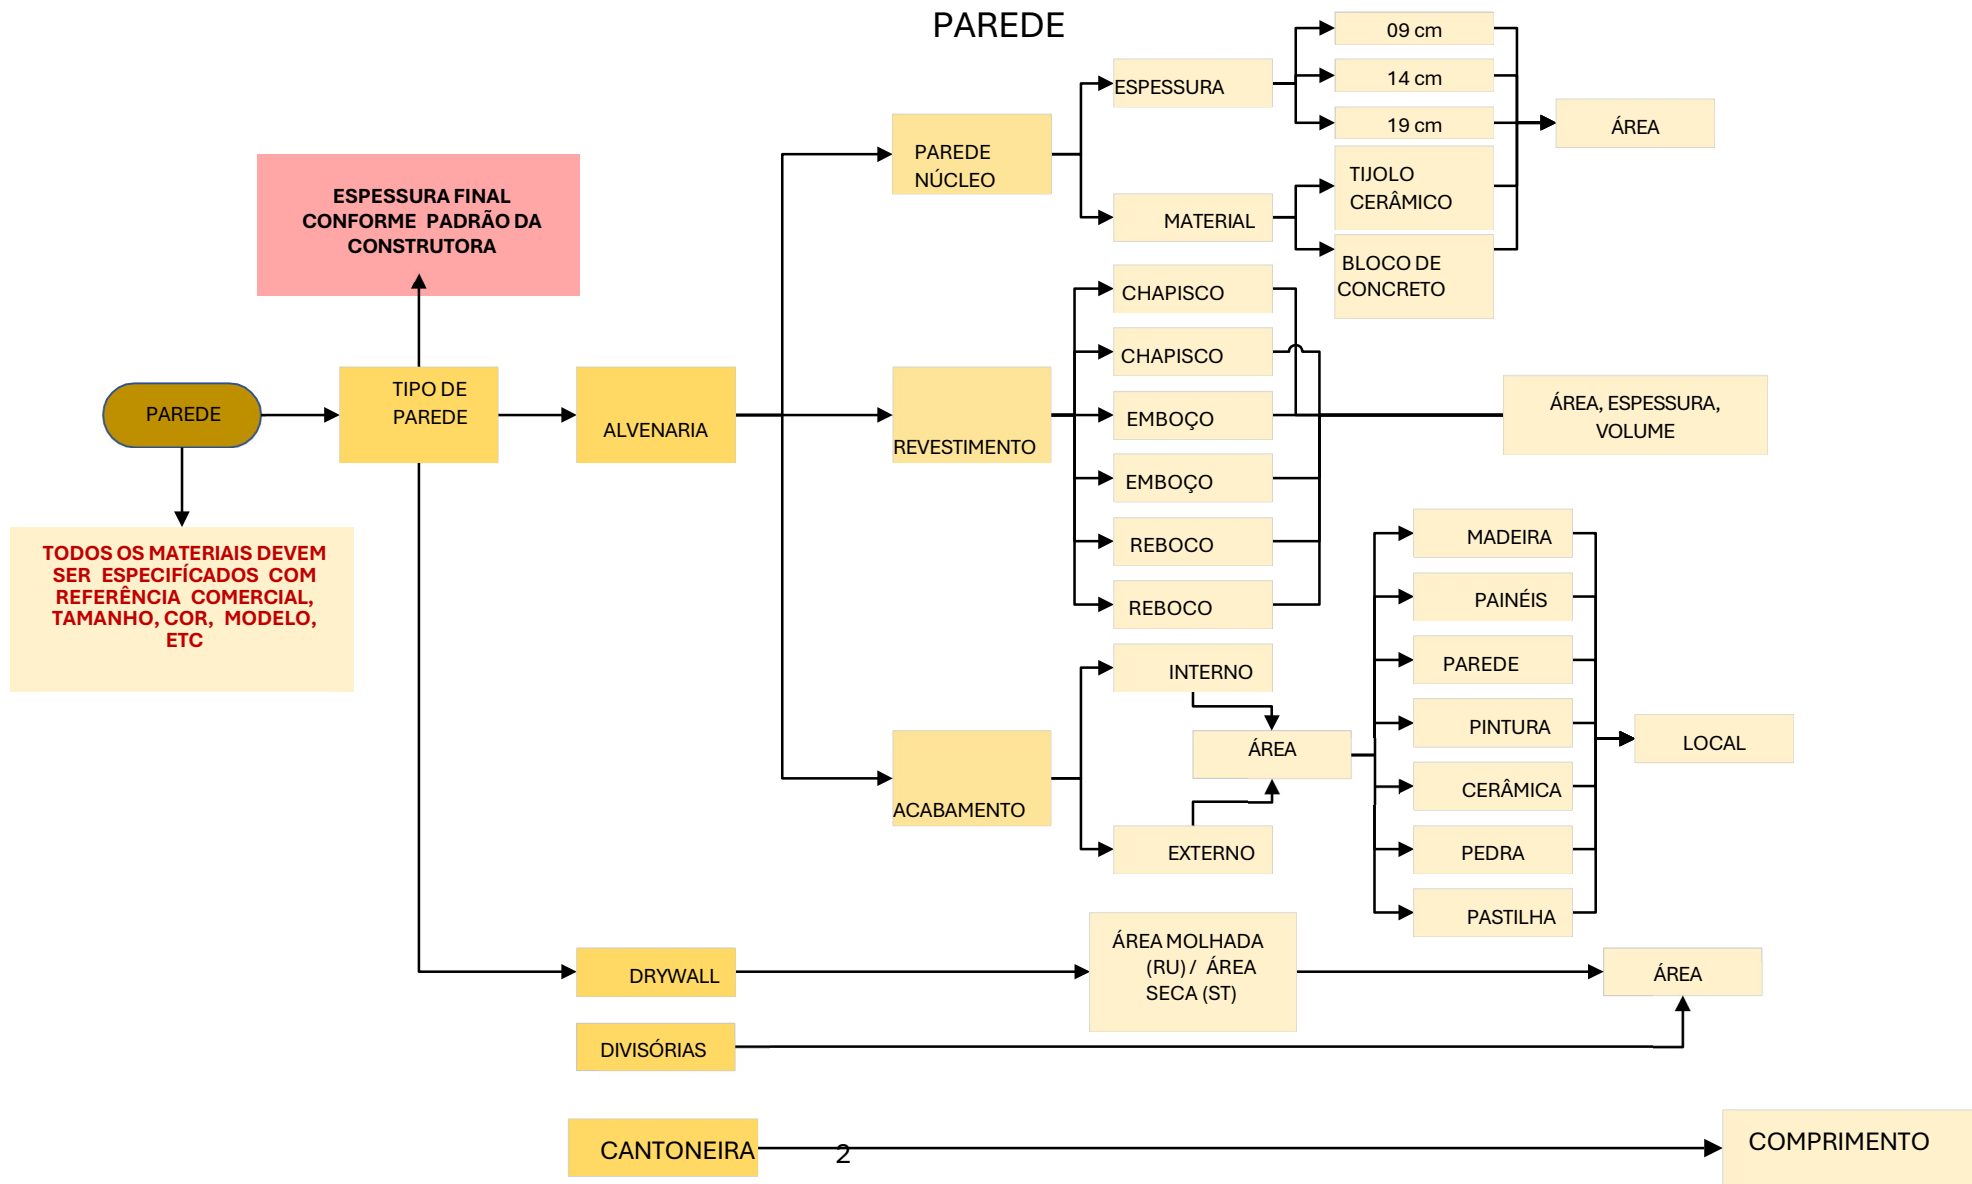 PAREDE
09 cm
14 cm
19 cm
ESPESSURA
ÁREA
PAREDE
NÚCLEO
TIJOLO
CERÂMICO
MATERIAL
BLOCO DE
CONCRETO
ESPESSURA FINAL
CONFORME PADRÃO DA
CONSTRUTORA
CHAPISCO
CHAPISCO
EMBOÇO
EMBOÇO
REBOCO
REBOCO
PAREDE
TIPO DE
PAREDE
ALVENARIA
REVESTIMENTO
ÁREA, ESPESSURA,
VOLUME
TODOS OS MATERIAIS DEVEM
SER ESPECIFÍCADOS COM
REFERÊNCIA COMERCIAL,
TAMANHO, COR, MODELO,
ETC
MADEIRA
PAINÉIS
PAREDE
PINTURA
CERÂMICA
PEDRA
PASTILHA
INTERNO
ÁREA
LOCAL
ACABAMENTO
EXTERNO
DRYWALL
ÁREA MOLHADA
(RU) / ÁREA
SECA (ST)
ÁREA
DIVISÓRIAS
CANTONEIRA
2
COMPRIMENTO